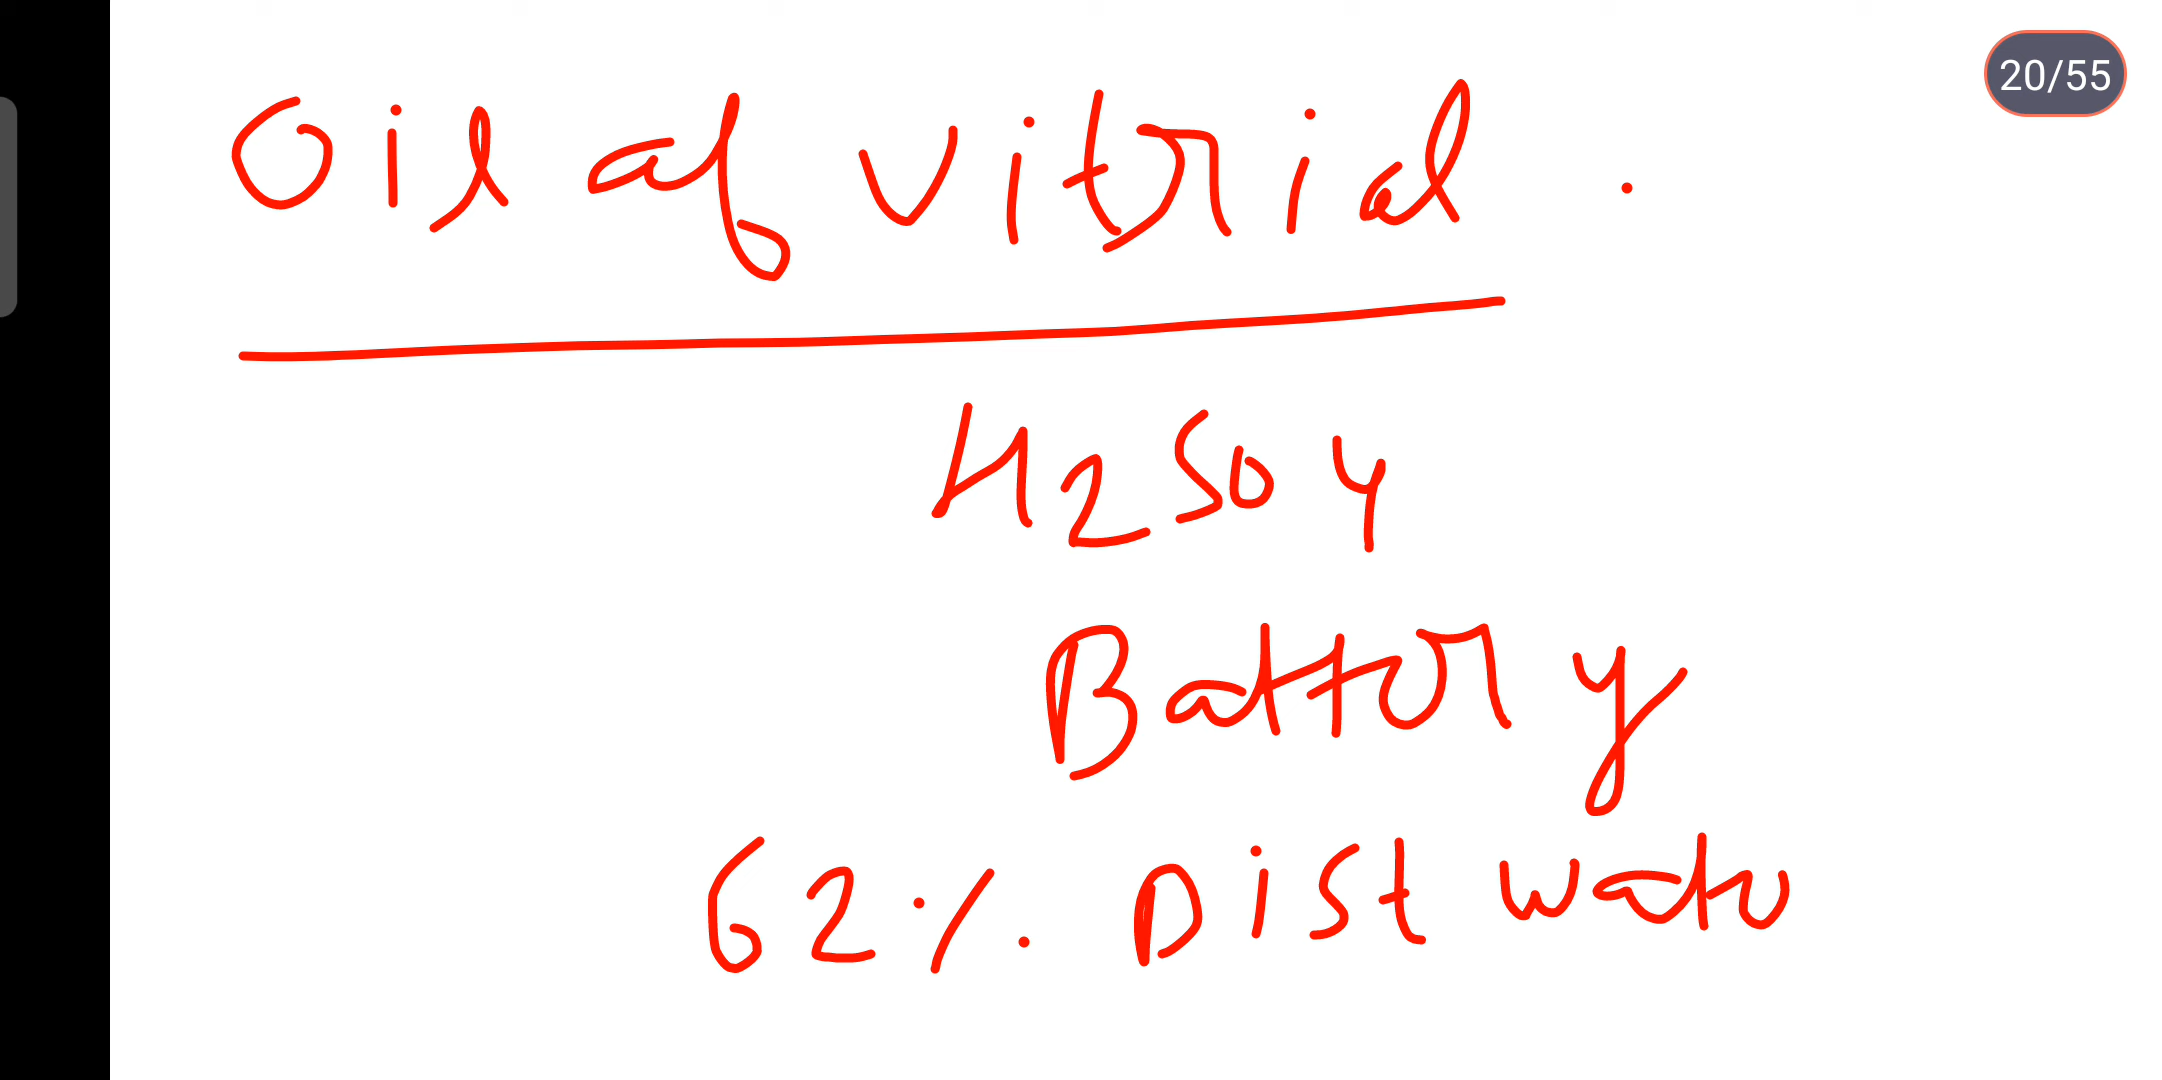 20/55
Oil of vitriol.
H2SO4
Battery
62% Dist water